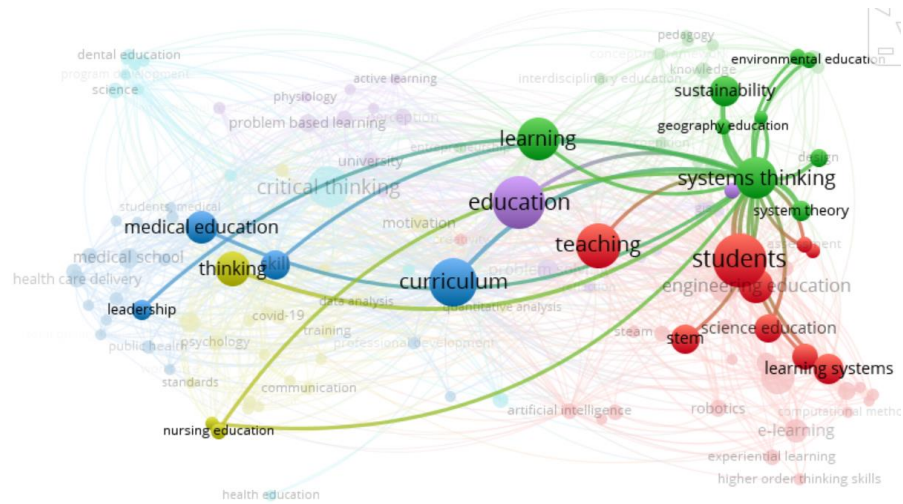 pedagogy
dental education
environmental education
program development
interdisciplinary education
knowledge
science
active learning
physiology
sustainability
problem based learning
geography education
learning
university
design
critical thinking
systems thinking
students, medical
education
system theory
medical education
motivation
teaching
medical school
students
thinking
skill
health care delivery
curriculum
engineering education
data analysis
quantitative analysis
leadership
covid-19
training
science education
steam
stem
public health
psychology
professional development
learning systems
standards
communication
artificial intelligence
robotics
nursing education
e-learning
experiential learning
higher order thinking skills
health education